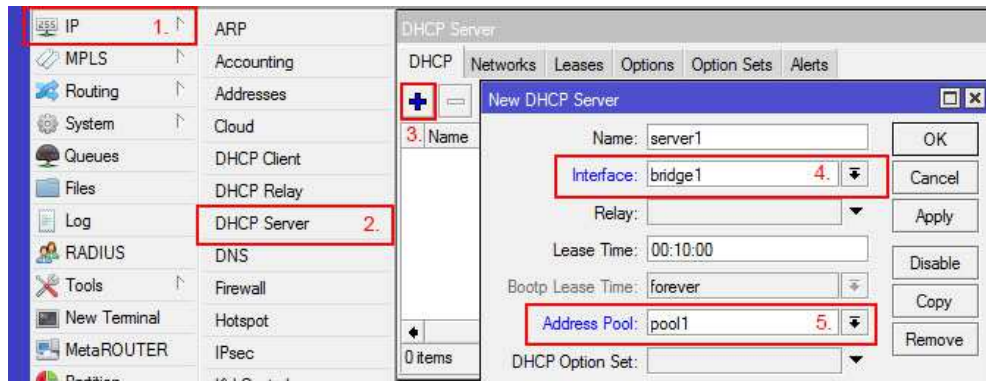 IP 1.
MPLS
Routing
System
Queues
Files
Log
RADIUS
Tools
New Terminal
MetaROUTER
Partition
ARP
Accounting
Addresses
Cloud
DHCP Client
DHCP Relay
DHCP Server 2.
DNS
Firewall
Hotspot
IPsec
DHCP Server
DHCP Networks Leases Options Option Sets Alerts
3. Name
0 items
New DHCP Server
Name: server1
Interface: bridge1 4.
Relay:
Lease Time: 00:10:00
Bootp Lease Time: forever
Address Pool: pool1 5.
DHCP Option Set:
OK
Cancel
Apply
Disable
Copy
Remove